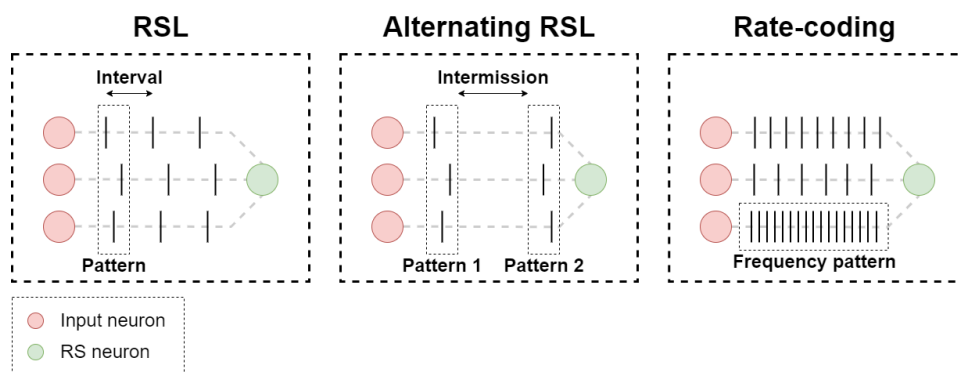 RSL
Alternating RSL
Rate-coding
Interval
Intermission
Pattern
Pattern 1
Pattern 2
Frequency pattern
Input neuron
RS neuron